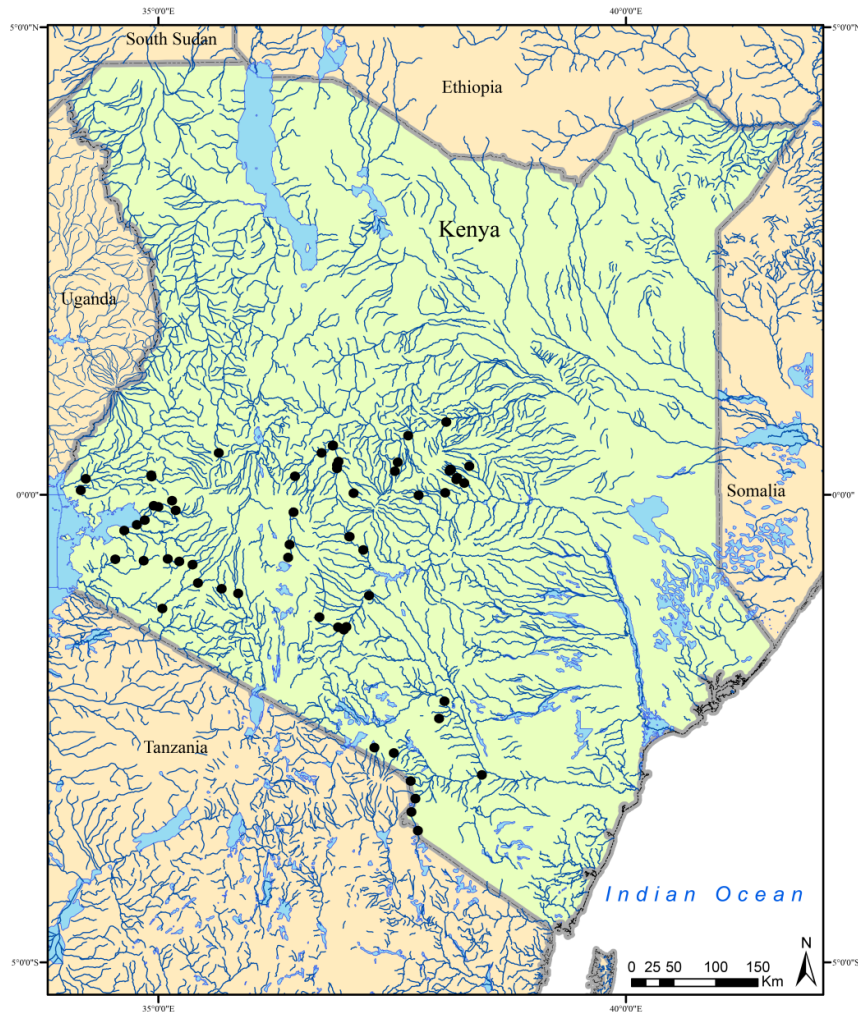 35°0'0"E 40°0'0"E
5°0'0"N 5°0'0"N
South Sudan
Ethiopia
Kenya
Uganda
0°0'0" 0°0'0"
Somalia
Tanzania
Indian Ocean
N
5°0'0"S 5°0'0"S
0 25 50 100 150
Km
35°0'0"E 40°0'0"E